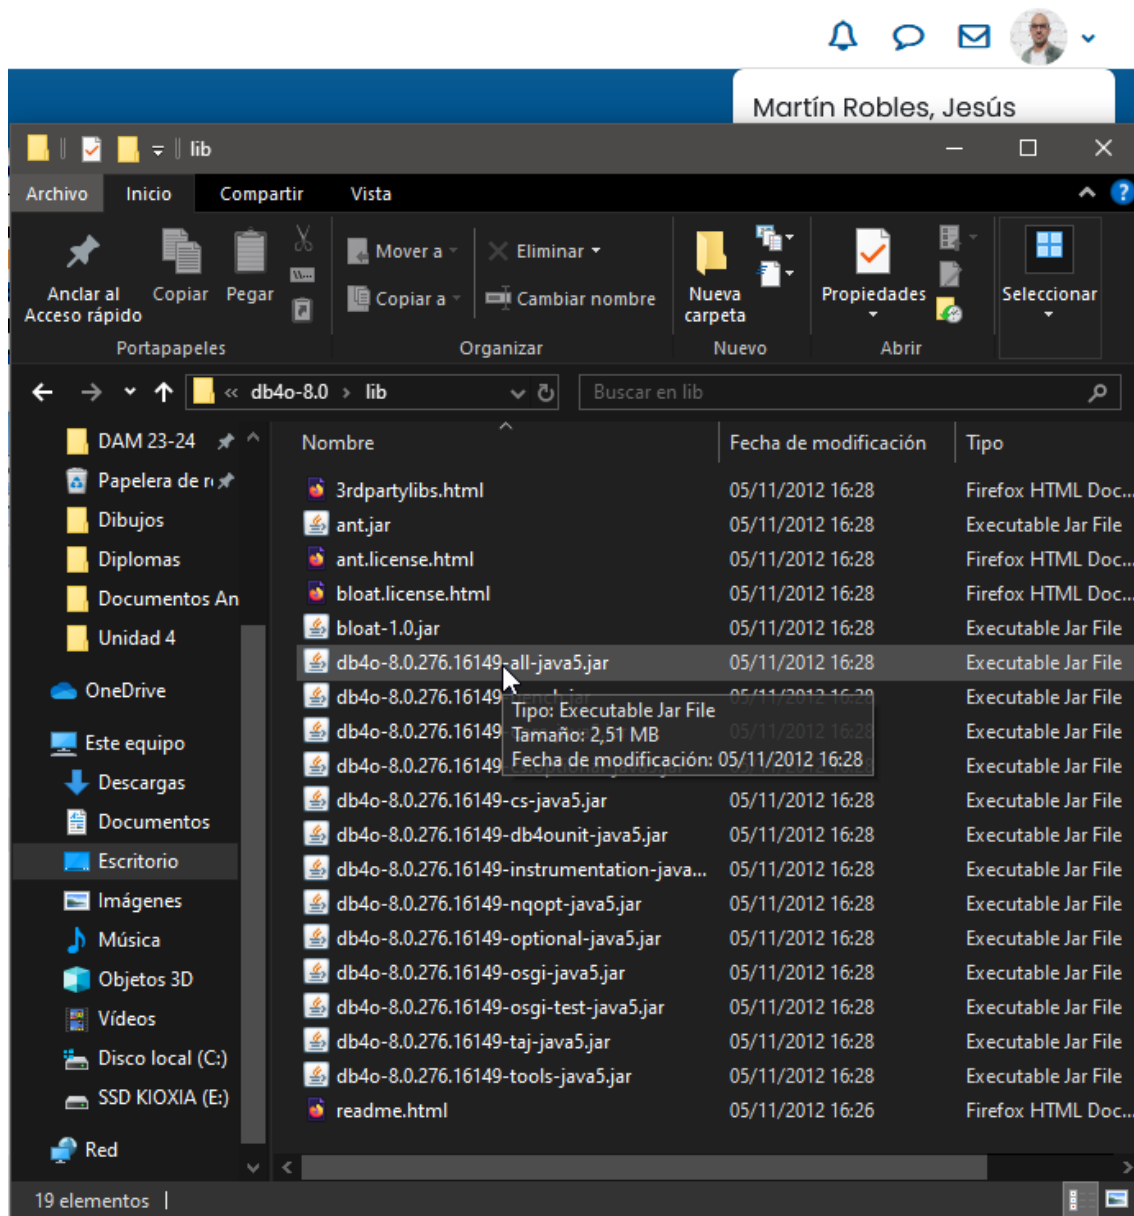 Martín Robles, Jesús
lib
Archivo Inicio Compartir Vista
Anclar al Acceso rápido
Copiar
Pegar
Mover a
Copiar a
Eliminar
Cambiar nombre
Nueva carpeta
Propiedades
Seleccionar
Portapapeles Organizar Nuevo Abrir
« db4o-8.0 > lib
Buscar en lib
DAM 23-24
Papelera de r
Dibujos
Diplomas
Documentos An
Unidad 4
OneDrive
Este equipo
Descargas
Documentos
Escritorio
Imágenes
Música
Objetos 3D
Vídeos
Disco local (C:)
SSD KIOXIA (E:)
Red
Nombre Fecha de modificación Tipo
3rdpartylibs.html 05/11/2012 16:28 Firefox HTML Doc...
ant.jar 05/11/2012 16:28 Executable Jar File
ant.license.html 05/11/2012 16:28 Firefox HTML Doc...
bloat.license.html 05/11/2012 16:28 Firefox HTML Doc...
bloat-1.0.jar 05/11/2012 16:28 Executable Jar File
db4o-8.0.276.16149-all-java5.jar 05/11/2012 16:28 Executable Jar File
db4o-8.0.276.16149-bench.jar 05/11/2012 16:28 Executable Jar File
db4o-8.0.276.16149 Executable Jar File
db4o-8.0.276.16149 Executable Jar File
Tipo: Executable Jar File
Tamaño: 2,51 MB
Fecha de modificación: 05/11/2012 16:28
db4o-8.0.276.16149-cs-java5.jar 05/11/2012 16:28 Executable Jar File
db4o-8.0.276.16149-db4ounit-java5.jar 05/11/2012 16:28 Executable Jar File
db4o-8.0.276.16149-instrumentation-java... 05/11/2012 16:28 Executable Jar File
db4o-8.0.276.16149-nqopt-java5.jar 05/11/2012 16:28 Executable Jar File
db4o-8.0.276.16149-optional-java5.jar 05/11/2012 16:28 Executable Jar File
db4o-8.0.276.16149-osgi-java5.jar 05/11/2012 16:28 Executable Jar File
db4o-8.0.276.16149-osgi-test-java5.jar 05/11/2012 16:28 Executable Jar File
db4o-8.0.276.16149-taj-java5.jar 05/11/2012 16:28 Executable Jar File
db4o-8.0.276.16149-tools-java5.jar 05/11/2012 16:28 Executable Jar File
readme.html 05/11/2012 16:26 Firefox HTML Doc...
19 elementos